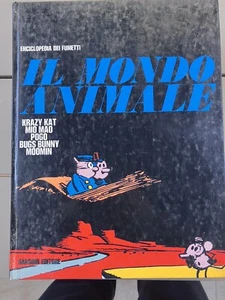 ENCICLOPEDIA DEI FUMETTI
IL MONDO
ANIMALE
KRAZY KAT
MIO MAO
POGO
BUGS BUNNY
MOOMIN
SANSONI EDITORE